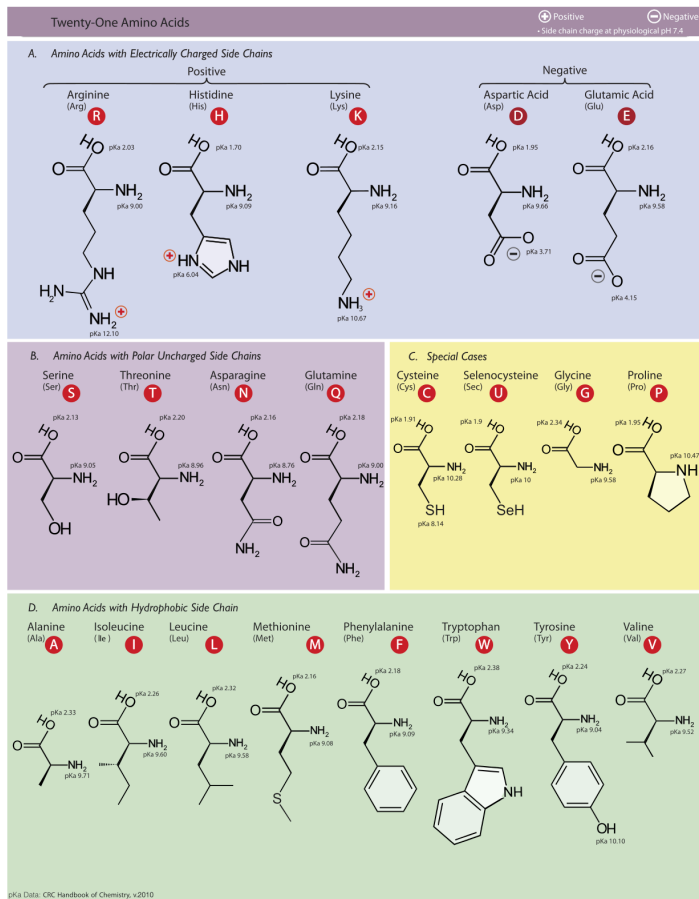 Twenty-One Amino Acids
+ Positive
− Negative
• Side chain charge at physiological pH 7.4
A. Amino Acids with Electrically Charged Side Chains
Positive
Negative
Arginine
(Arg)
R
Histidine
(His)
H
Lysine
(Lys)
K
Aspartic Acid
(Asp)
D
Glutamic Acid
(Glu)
E
HO
pKa 2.03
O
NH2
pKa 9.00
NH
H2N
NH2
+
pKa 12.10
HO
pKa 1.70
O
NH2
pKa 9.09
+
HN
NH
pKa 6.04
HO
pKa 2.15
O
NH2
pKa 9.16
NH3
+
pKa 10.67
HO
pKa 1.95
O
NH2
pKa 9.66
O
O
−
pKa 3.71
HO
pKa 2.16
O
NH2
pKa 9.58
−
O
O
pKa 4.15
B. Amino Acids with Polar Uncharged Side Chains
Serine
(Ser)
S
Threonine
(Thr)
T
Asparagine
(Asn)
N
Glutamine
(Gln)
Q
pKa 2.13
HO
O
pKa 9.05
NH2
OH
pKa 2.20
HO
O
pKa 8.96
NH2
HO
pKa 2.16
HO
O
pKa 8.76
NH2
O
NH2
pKa 2.18
HO
O
pKa 9.00
NH2
O
NH2
C. Special Cases
Cysteine
(Cys)
C
Selenocysteine
(Sec)
U
Glycine
(Gly)
G
Proline
(Pro)
P
pKa 1.91
HO
O
NH2
pKa 10.28
SH
pKa 8.14
pKa 1.9
HO
O
NH2
pKa 10
SeH
pKa 2.34
HO
O
NH2
pKa 9.58
pKa 1.95
HO
O
pKa 10.47
NH
D. Amino Acids with Hydrophobic Side Chain
Alanine
(Ala)
A
Isoleucine
(Ile)
I
Leucine
(Leu)
L
Methionine
(Met)
M
Phenylalanine
(Phe)
F
Tryptophan
(Trp)
W
Tyrosine
(Tyr)
Y
Valine
(Val)
V
pKa 2.33
HO
O
NH2
pKa 9.71
pKa 2.26
HO
O
NH2
pKa 9.60
pKa 2.32
HO
O
NH2
pKa 9.58
pKa 2.16
HO
O
NH2
pKa 9.08
S
pKa 2.18
HO
O
NH2
pKa 9.09
pKa 2.38
HO
O
NH2
pKa 9.34
NH
pKa 2.24
HO
O
NH2
pKa 9.04
OH
pKa 10.10
pKa 2.27
HO
O
NH2
pKa 9.52
pKa Data: CRC Handbook of Chemistry, v.2010